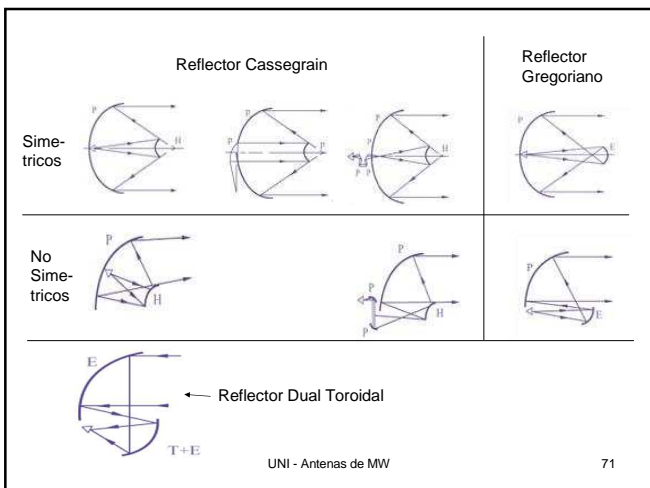 Reflector Cassegrain
Reflector
Gregoriano
Sime-
tricos
P
H
P
P
P
P
H
P
P
P
E
No
Sime-
tricos
P
H
P
H
P
P
P
E
E
T+E
Reflector Dual Toroidal
UNI - Antenas de MW
71